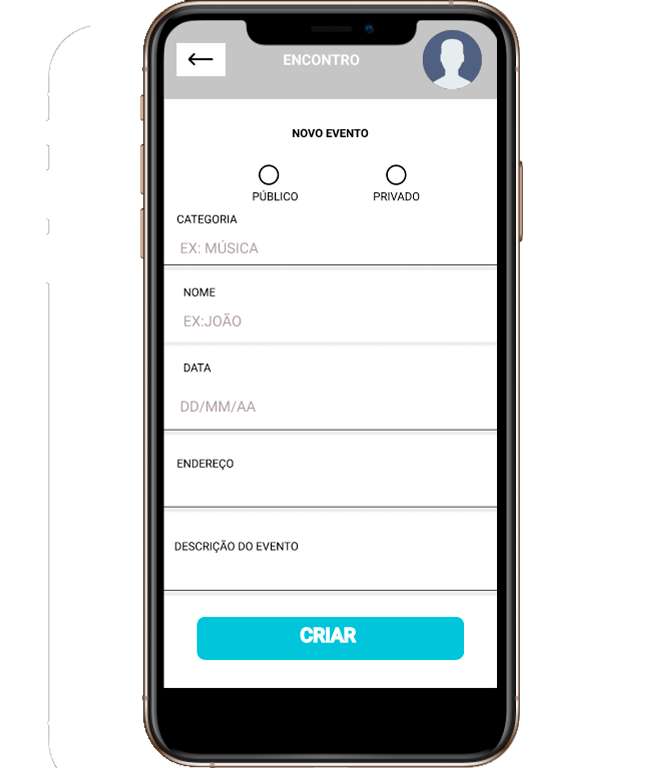 ENCONTRO
NOVO EVENTO
PÚBLICO PRIVADO
CATEGORIA
EX: MÚSICA
NOME
EX:JOÃO
DATA
DD/MM/AA
ENDEREÇO
DESCRIÇÃO DO EVENTO
CRIAR